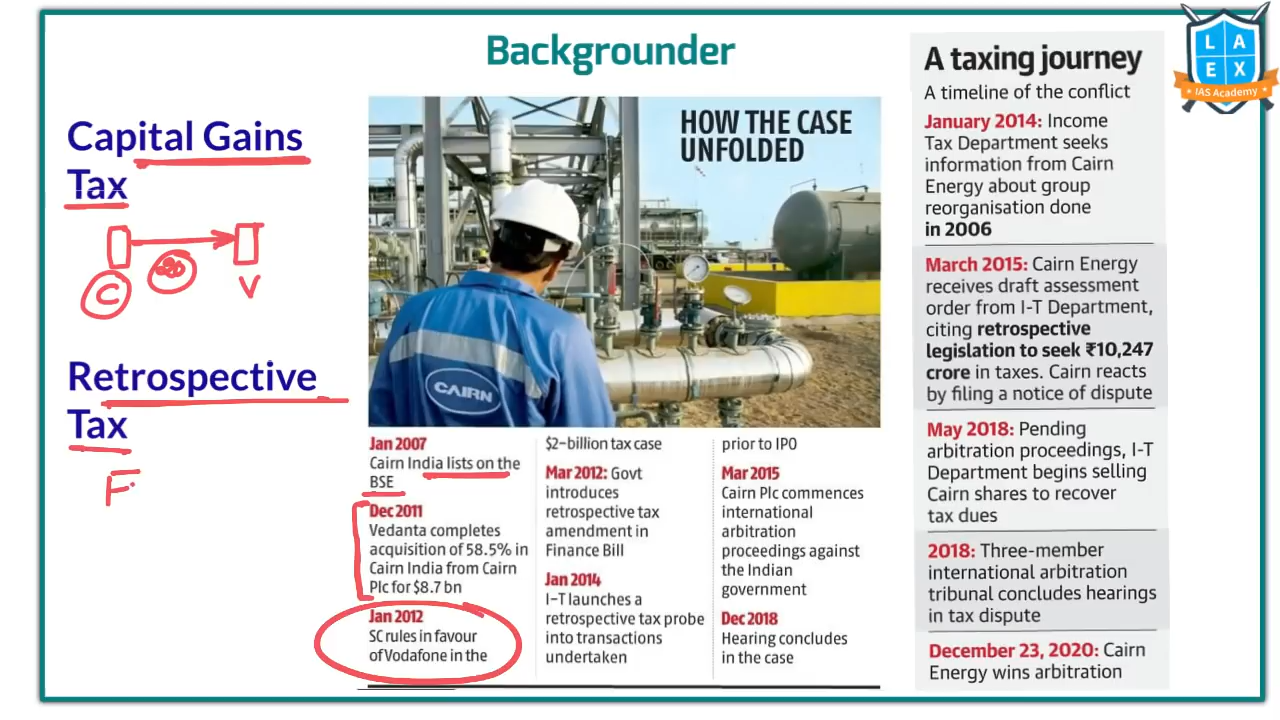 Backgrounder
L A
E X
IAS Academy
Capital Gains
Tax
C
V
Retrospective
Tax
F
HOW THE CASE
UNFOLDED
CAIRN
Jan 2007
Cairn India lists on the
BSE
Dec 2011
Vedanta completes
acquisition of 58.5% in
Cairn India from Cairn
Plc for $8.7 bn
Jan 2012
SC rules in favour
of Vodafone in the
$2-billion tax case
Mar 2012: Govt
introduces
retrospective tax
amendment in
Finance Bill
Jan 2014
I-T launches a
retrospective tax probe
into transactions
undertaken
prior to IPO
Mar 2015
Cairn Plc commences
international
arbitration
proceedings against
the Indian
government
Dec 2018
Hearing concludes
in the case
A taxing journey
A timeline of the conflict
January 2014: Income
Tax Department seeks
information from Cairn
Energy about group
reorganisation done
in 2006
March 2015: Cairn Energy
receives draft assessment
order from I-T Department,
citing retrospective
legislation to seek ₹10,247
crore in taxes. Cairn reacts
by filing a notice of dispute
May 2018: Pending
arbitration proceedings, I-T
Department begins selling
Cairn shares to recover
tax dues
2018: Three-member
international arbitration
tribunal concludes hearings
in tax dispute
December 23, 2020: Cairn
Energy wins arbitration